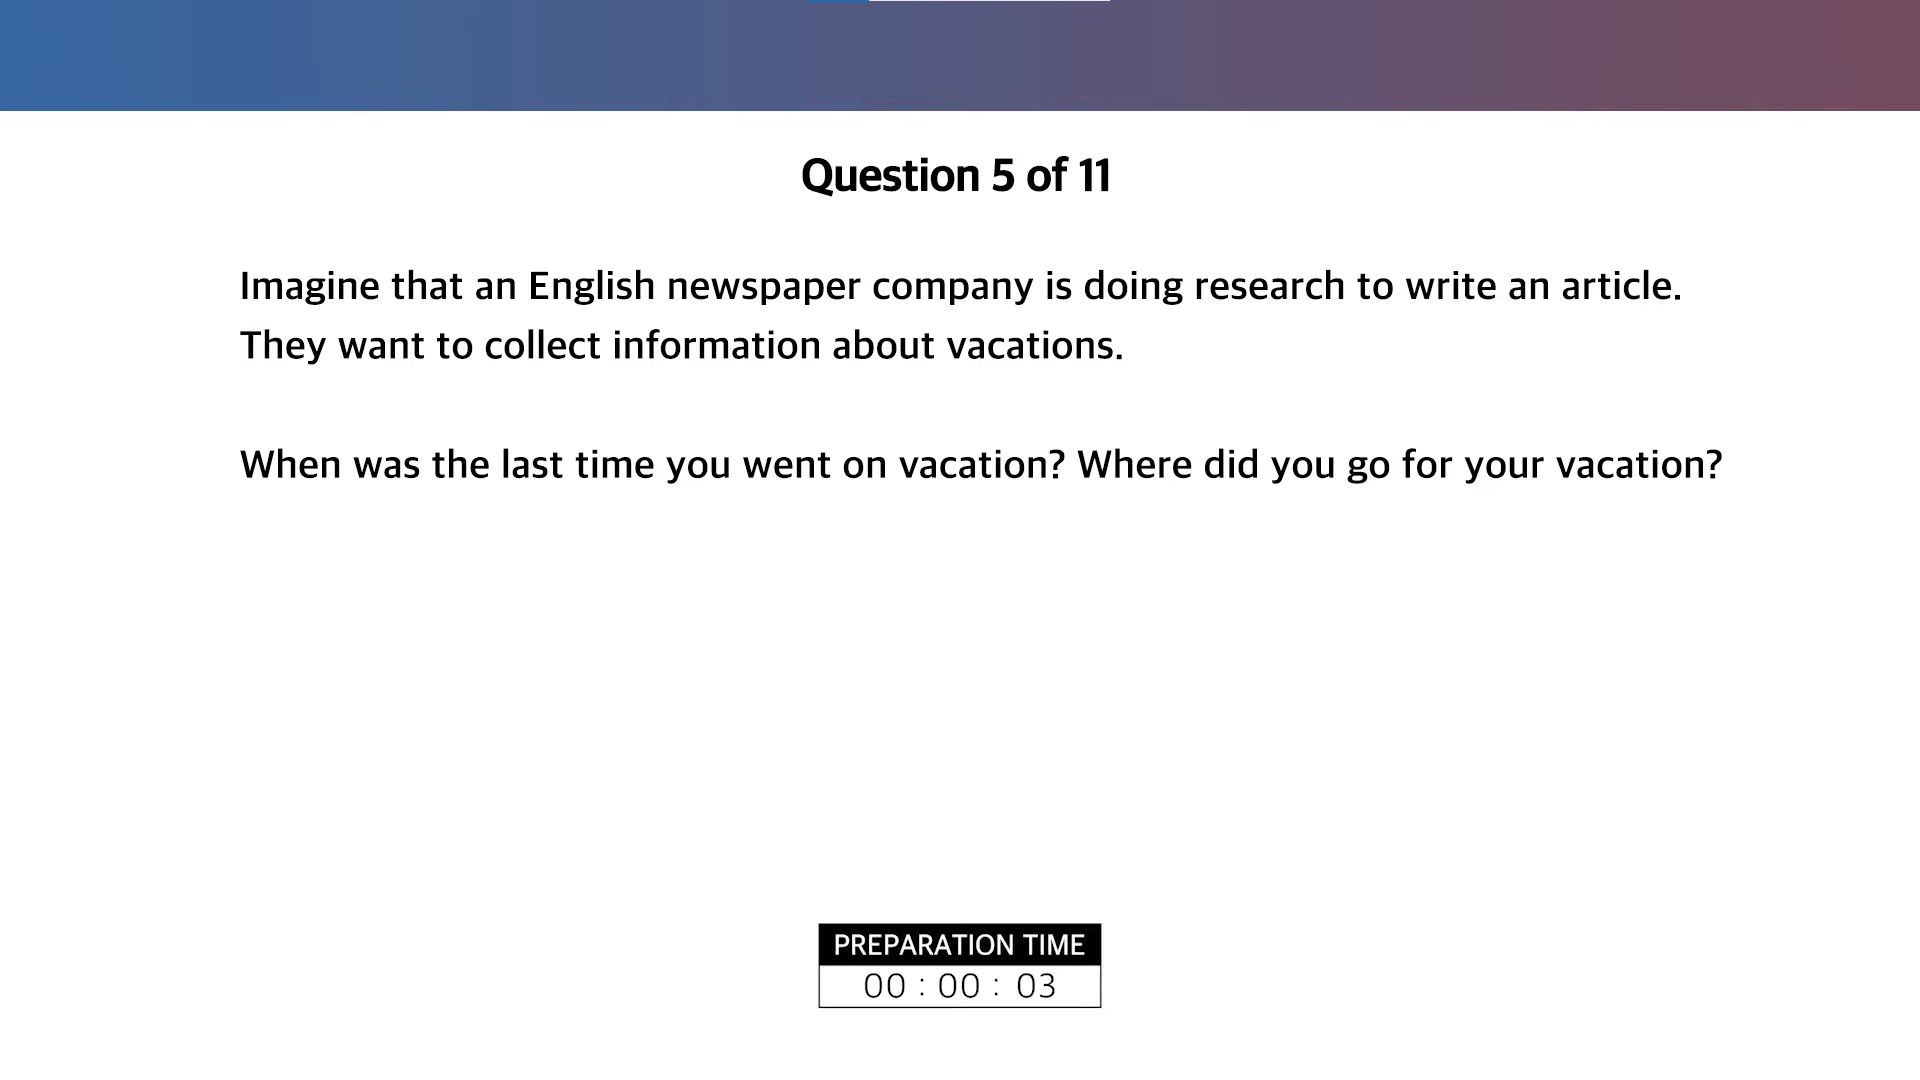 Question 5 of 11
Imagine that an English newspaper company is doing research to write an article.
They want to collect information about vacations.
When was the last time you went on vacation? Where did you go for your vacation?
PREPARATION TIME
00 : 00 : 03